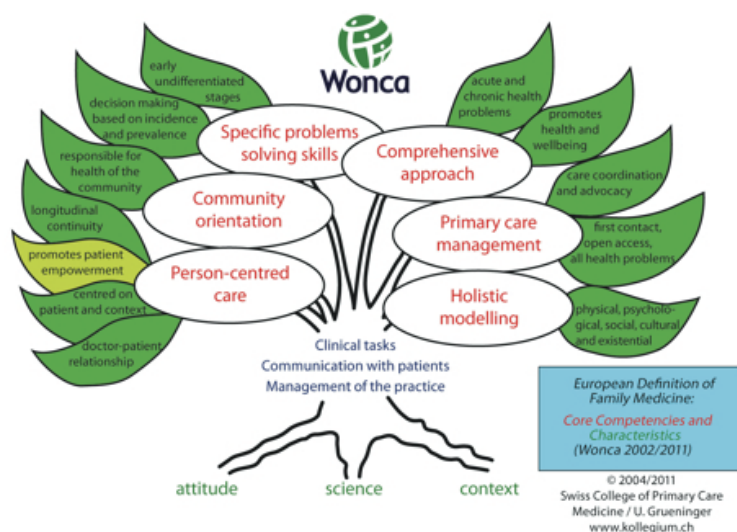 Wonca
early
undifferentiated
stages
decision making
based on incidence
and prevalence
responsible for
health of the
community
longitudinal
continuity
promotes patient
empowerment
centred on
patient and context
doctor-patient
relationship
Specific problems
solving skills
Community
orientation
Person-centred
care
Comprehensive
approach
Primary care
management
Holistic
modelling
acute and
chronic health
problems
promotes
health and
wellbeing
care coordination
and advocacy
first contact,
open access,
all health problems
physical, psycholo-
gical, social, cultural
and existential
Clinical tasks
Communication with patients
Management of the practice
attitude
science
context
European Definition of
Family Medicine:
Core Competencies and
Characteristics
(Wonca 2002/2011)
© 2004/2011
Swiss College of Primary Care
Medicine / U. Grueninger
www.kollegium.ch